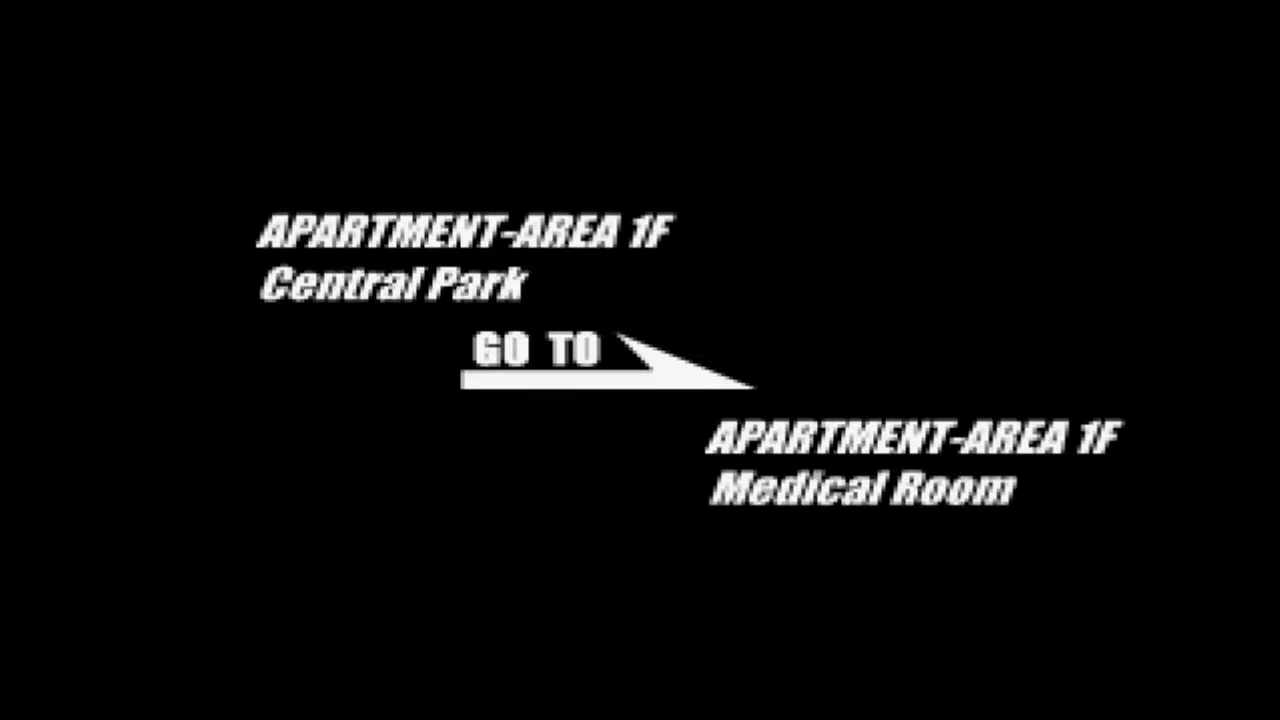 APARTMENT-AREA 1F
Central Park
GO TO
APARTMENT-AREA 1F
Medical Room